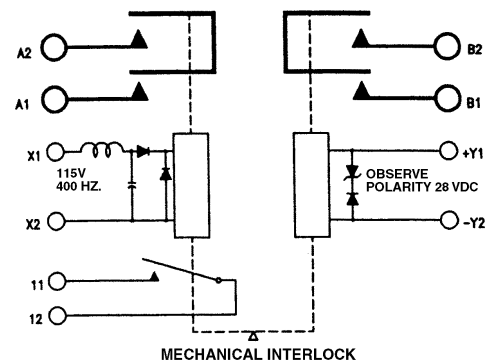 A2
B2
A1
B1
X1
+Y1
115V
400 HZ.
OBSERVE
POLARITY 28 VDC
X2
-Y2
11
12
MECHANICAL INTERLOCK